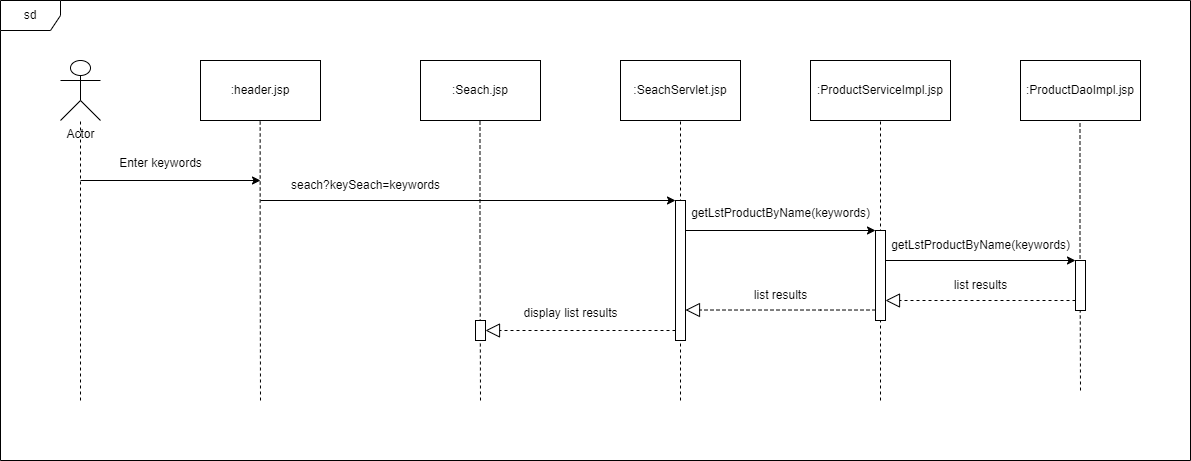 sd
Actor
:header.jsp
:Seach.jsp
:SeachServlet.jsp
:ProductServiceImpl.jsp
:ProductDaoImpl.jsp
Enter keywords
seach?keySeach=keywords
getLstProductByName(keywords)
getLstProductByName(keywords)
list results
list results
display list results